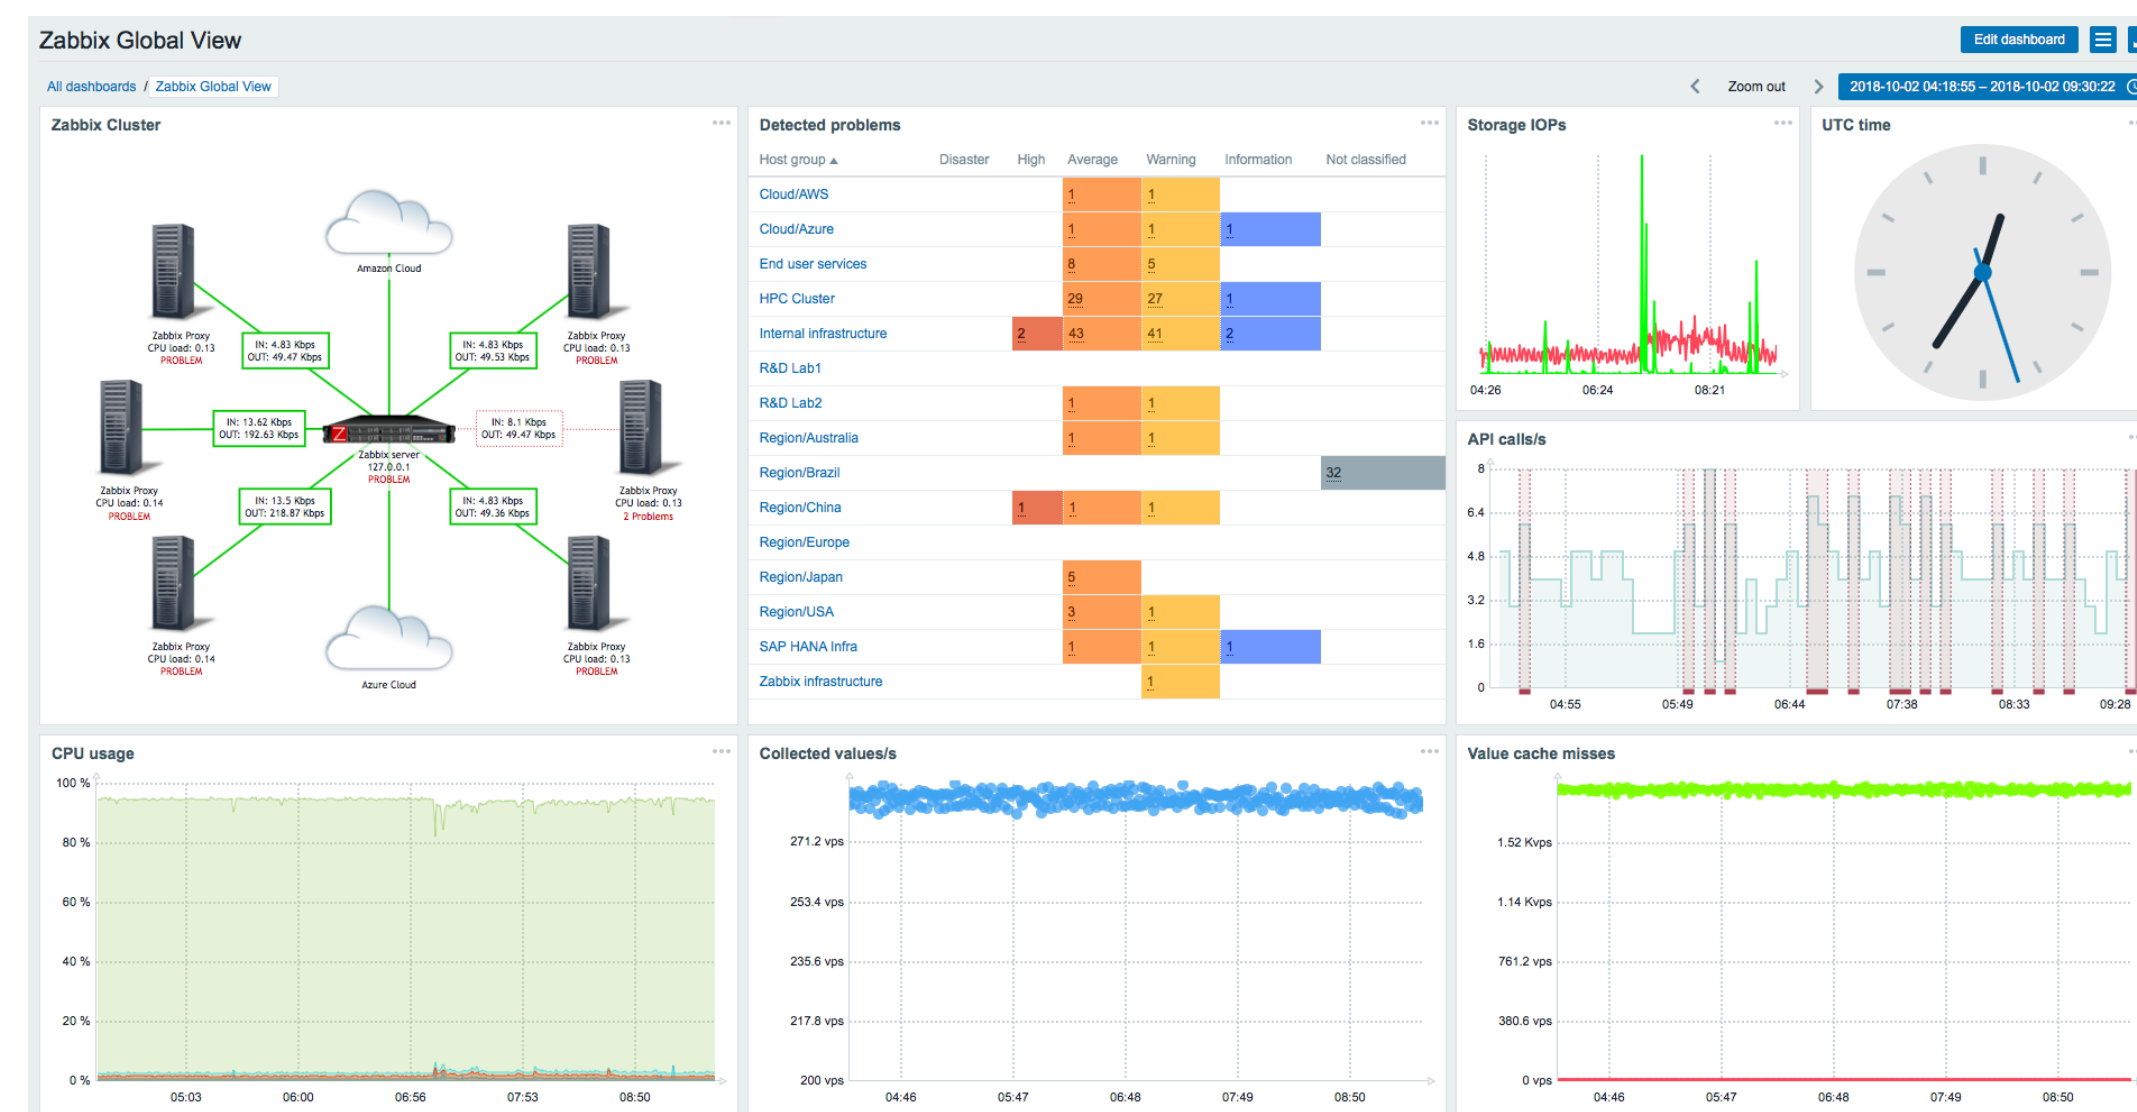 Zabbix Global View
Edit dashboard
All dashboards / Zabbix Global View
Zoom out
2018-10-02 04:18:55 – 2018-10-02 09:30:22
Zabbix Cluster
Amazon Cloud
Zabbix Proxy
CPU load: 0.13
PROBLEM
IN: 4.83 Kbps
OUT: 49.47 Kbps
IN: 4.83 Kbps
OUT: 49.53 Kbps
Zabbix Proxy
CPU load: 0.13
PROBLEM
IN: 13.62 Kbps
OUT: 192.63 Kbps
Z
IN: 8.1 Kbps
OUT: 49.47 Kbps
Zabbix server
127.0.0.1
PROBLEM
Zabbix Proxy
CPU load: 0.14
PROBLEM
IN: 13.5 Kbps
OUT: 218.87 Kbps
IN: 4.83 Kbps
OUT: 49.36 Kbps
Zabbix Proxy
CPU load: 0.13
2 Problems
Zabbix Proxy
CPU load: 0.14
PROBLEM
Zabbix Proxy
CPU load: 0.13
PROBLEM
Azure Cloud
Detected problems
Host group ▲ Disaster High Average Warning Information Not classified
Cloud/AWS 1 1
Cloud/Azure 1 1 1
End user services 8 5
HPC Cluster 29 27 1
Internal infrastructure 2 43 41 2
R&D Lab1
R&D Lab2 1 1
Region/Australia 1 1
Region/Brazil 32
Region/China 1 1 1
Region/Europe
Region/Japan 5
Region/USA 3 1
SAP HANA Infra 1 1 1
Zabbix infrastructure 1
Storage IOPs
04:26 06:24 08:21
UTC time
API calls/s
8
6.4
4.8
3.2
1.6
0
04:55 05:49 06:44 07:38 08:33 09:28
CPU usage
100 %
80 %
60 %
40 %
20 %
0 %
05:03 06:00 06:56 07:53 08:50
Collected values/s
271.2 vps
253.4 vps
235.6 vps
217.8 vps
200 vps
04:46 05:47 06:48 07:49 08:50
Value cache misses
1.52 Kvps
1.14 Kvps
761.2 vps
380.6 vps
0 vps
04:46 05:47 06:48 07:49 08:50